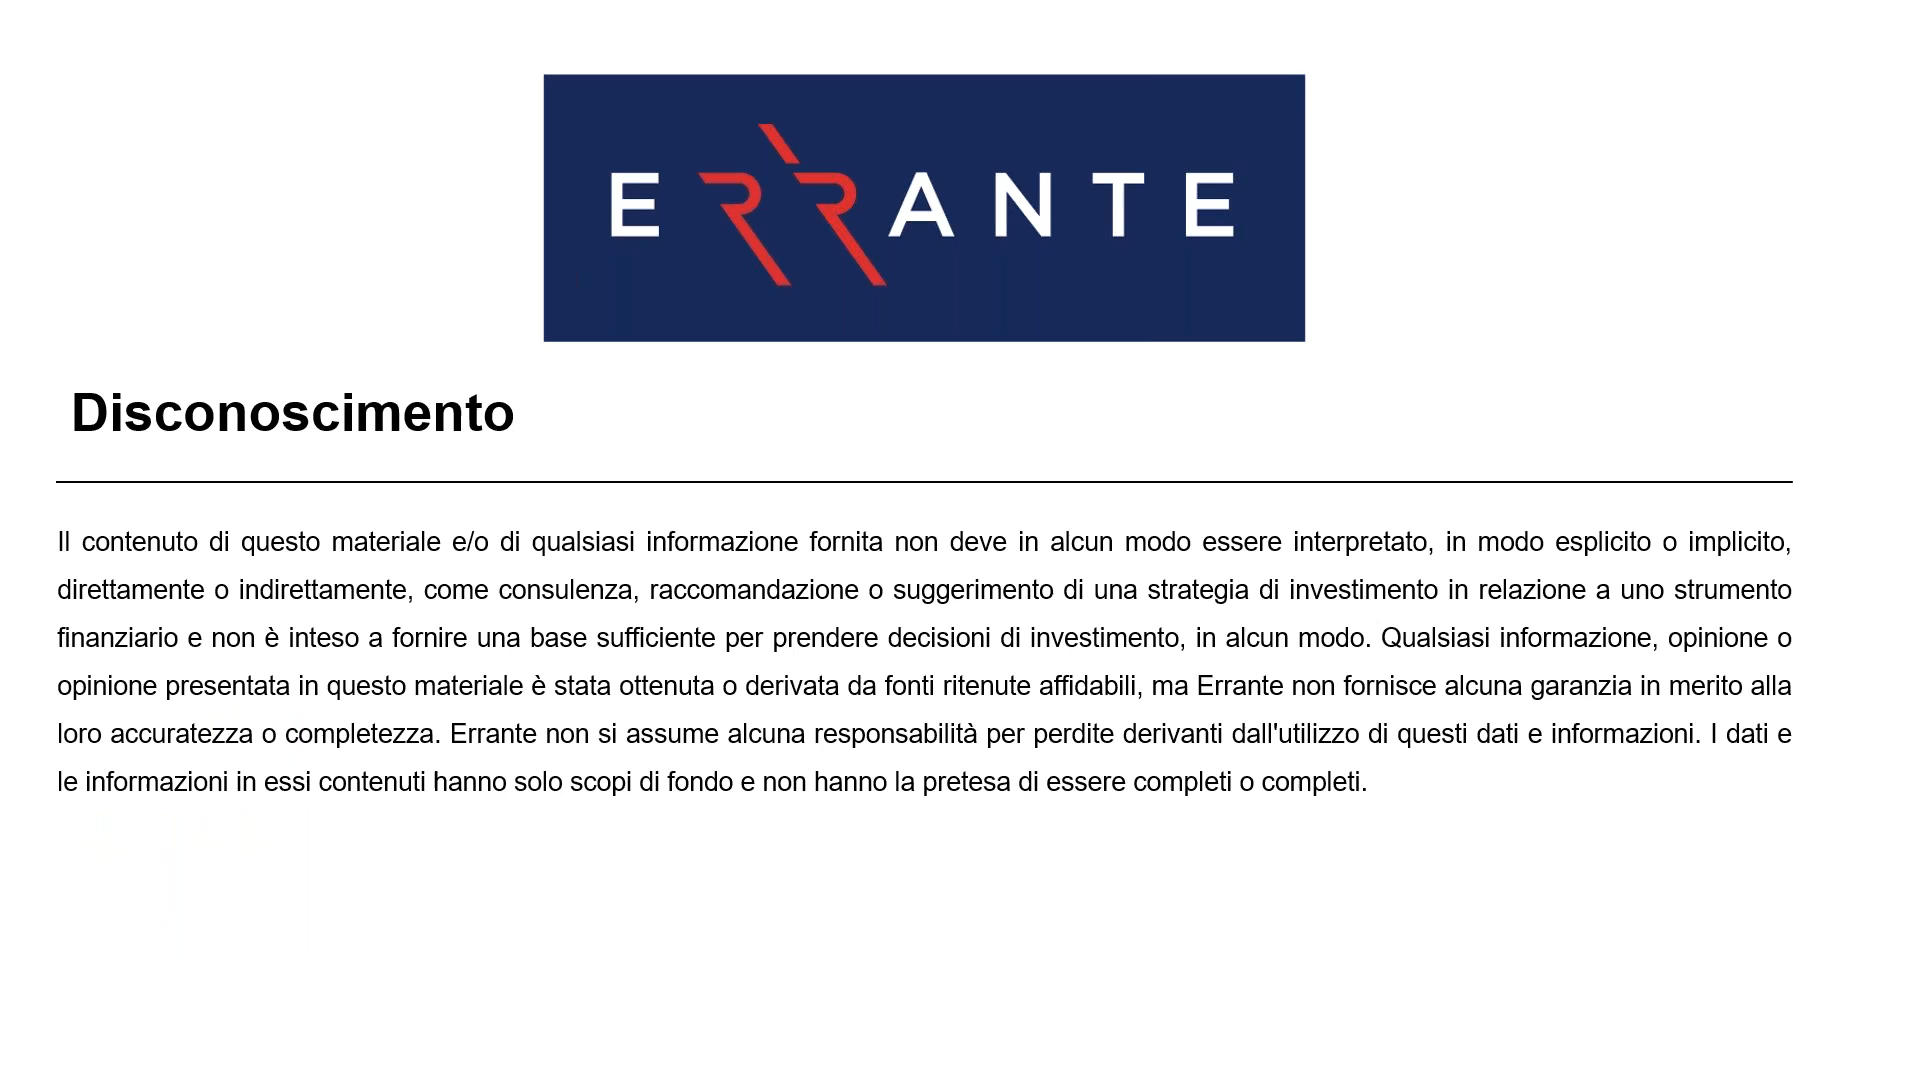 ERRANTE
Disconoscimento
Il contenuto di questo materiale e/o di qualsiasi informazione fornita non deve in alcun modo essere interpretato, in modo esplicito o implicito,
direttamente o indirettamente, come consulenza, raccomandazione o suggerimento di una strategia di investimento in relazione a uno strumento
finanziario e non è inteso a fornire una base sufficiente per prendere decisioni di investimento, in alcun modo. Qualsiasi informazione, opinione o
opinione presentata in questo materiale è stata ottenuta o derivata da fonti ritenute affidabili, ma Errante non fornisce alcuna garanzia in merito alla
loro accuratezza o completezza. Errante non si assume alcuna responsabilità per perdite derivanti dall'utilizzo di questi dati e informazioni. I dati e
le informazioni in essi contenuti hanno solo scopi di fondo e non hanno la pretesa di essere completi o completi.